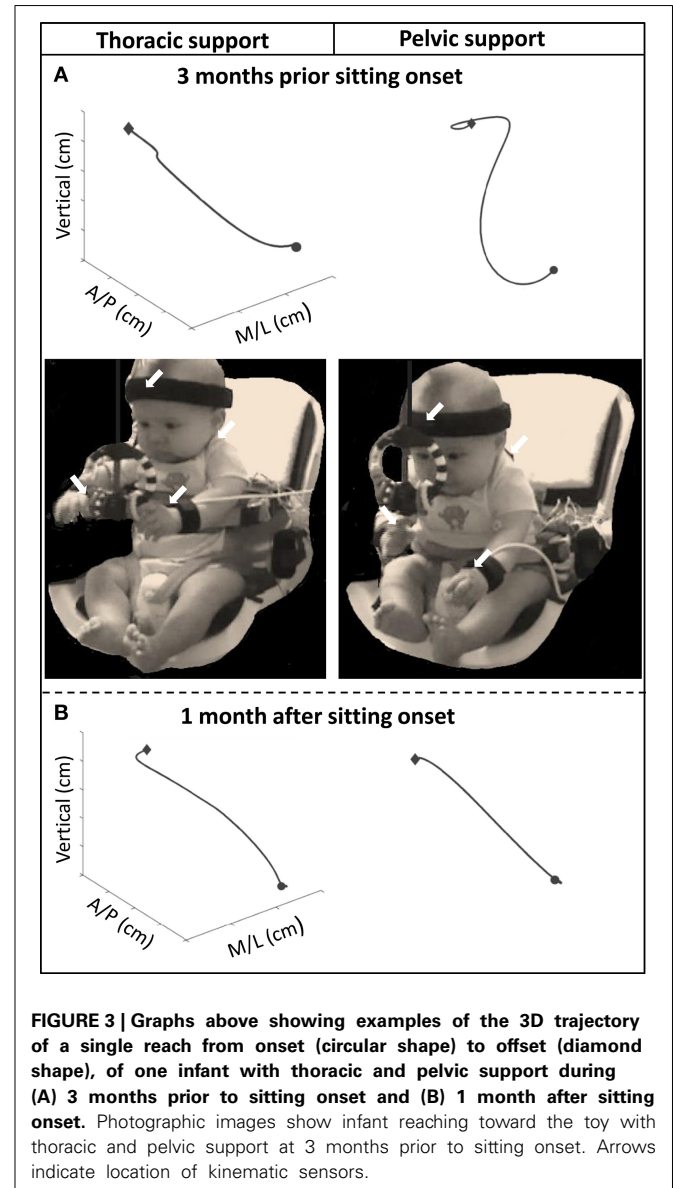 Thoracic support
Pelvic support
A
3 months prior sitting onset
Vertical (cm)
A/P (cm)
M/L (cm)
B
1 month after sitting onset
Vertical (cm)
A/P (cm)
M/L (cm)
FIGURE 3 | Graphs above showing examples of the 3D trajectory
of a single reach from onset (circular shape) to offset (diamond
shape), of one infant with thoracic and pelvic support during
(A) 3 months prior to sitting onset and (B) 1 month after sitting
onset. Photographic images show infant reaching toward the toy with
thoracic and pelvic support at 3 months prior to sitting onset. Arrows
indicate location of kinematic sensors.